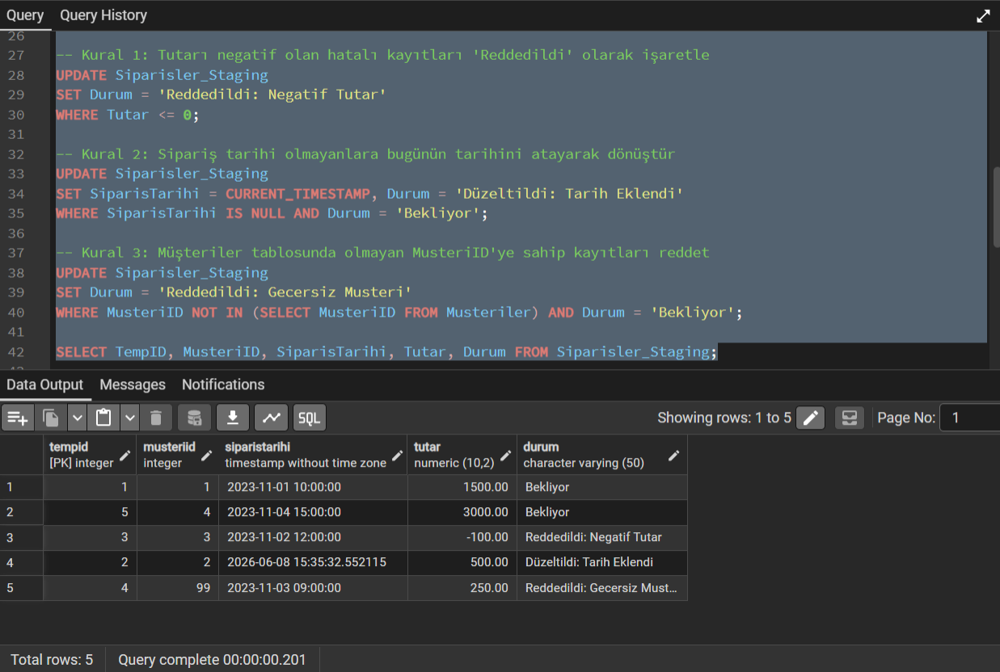 Query Query History
26
27 -- Kural 1: Tutarı negatif olan hatalı kayıtları 'Reddedildi' olarak işaretle
28 UPDATE Siparisler_Staging
29 SET Durum = 'Reddedildi: Negatif Tutar'
30 WHERE Tutar <= 0;
31
32 -- Kural 2: Sipariş tarihi olmayanlara bugünün tarihini atayarak dönüştür
33 UPDATE Siparisler_Staging
34 SET SiparisTarihi = CURRENT_TIMESTAMP, Durum = 'Düzeltildi: Tarih Eklendi'
35 WHERE SiparisTarihi IS NULL AND Durum = 'Bekliyor';
36
37 -- Kural 3: Müşteriler tablosunda olmayan MusteriID'ye sahip kayıtları reddet
38 UPDATE Siparisler_Staging
39 SET Durum = 'Reddedildi: Gecersiz Musteri'
40 WHERE MusteriID NOT IN (SELECT MusteriID FROM Musteriler) AND Durum = 'Bekliyor';
41
42 SELECT TempID, MusteriID, SiparisTarihi, Tutar, Durum FROM Siparisler_Staging;
Data Output Messages Notifications
SQL Showing rows: 1 to 5 Page No: 1
tempid musteriid siparistarihi tutar durum
[PK] integer integer timestamp without time zone numeric (10,2) character varying (50)
1 1 1 2023-11-01 10:00:00 1500.00 Bekliyor
2 5 4 2023-11-04 15:00:00 3000.00 Bekliyor
3 3 3 2023-11-02 12:00:00 -100.00 Reddedildi: Negatif Tutar
4 2 2 2026-06-08 15:35:32.552115 500.00 Düzeltildi: Tarih Eklendi
5 4 99 2023-11-03 09:00:00 250.00 Reddedildi: Gecersiz Must...
Total rows: 5 Query complete 00:00:00.201